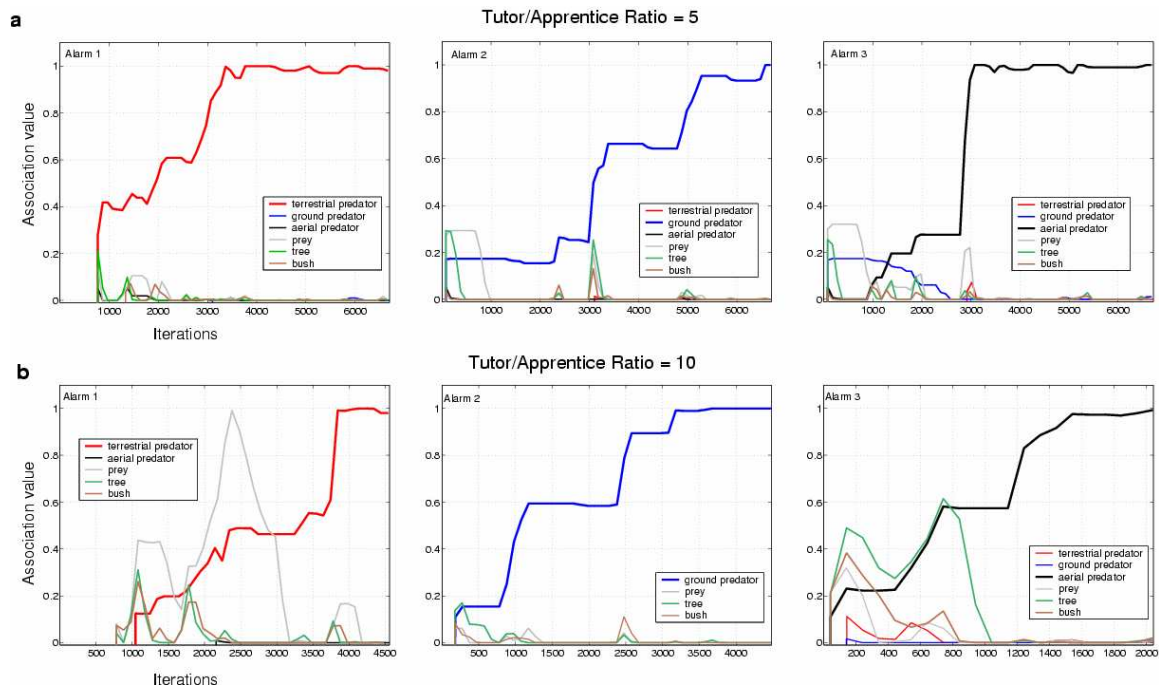 a
Tutor/Apprentice Ratio = 5
Alarm 1
Association value
1
0.8
0.6
0.4
0.2
0
terrestrial predator
ground predator
aerial predator
prey
tree
bush
1000 2000 3000 4000 5000 6000
Iterations
Alarm 2
1
0.8
0.6
0.4
0.2
0
terrestrial predator
ground predator
aerial predator
prey
tree
bush
1000 2000 3000 4000 5000 6000
Alarm 3
1
0.8
0.6
0.4
0.2
0
terrestrial predator
ground predator
aerial predator
prey
tree
bush
1000 2000 3000 4000 5000 6000
b
Tutor/Apprentice Ratio = 10
Alarm 1
Association value
1
0.8
0.6
0.4
0.2
0
terrestrial predator
aerial predator
prey
tree
bush
500 1000 1500 2000 2500 3000 3500 4000 4500
Iterations
Alarm 2
1
0.8
0.6
0.4
0.2
0
ground predator
prey
tree
bush
500 1000 1500 2000 2500 3000 3500 4000
Alarm 3
1
0.8
0.6
0.4
0.2
0
terrestrial predator
ground predator
aerial predator
prey
tree
bush
200 400 600 800 1000 1200 1400 1600 1800 2000